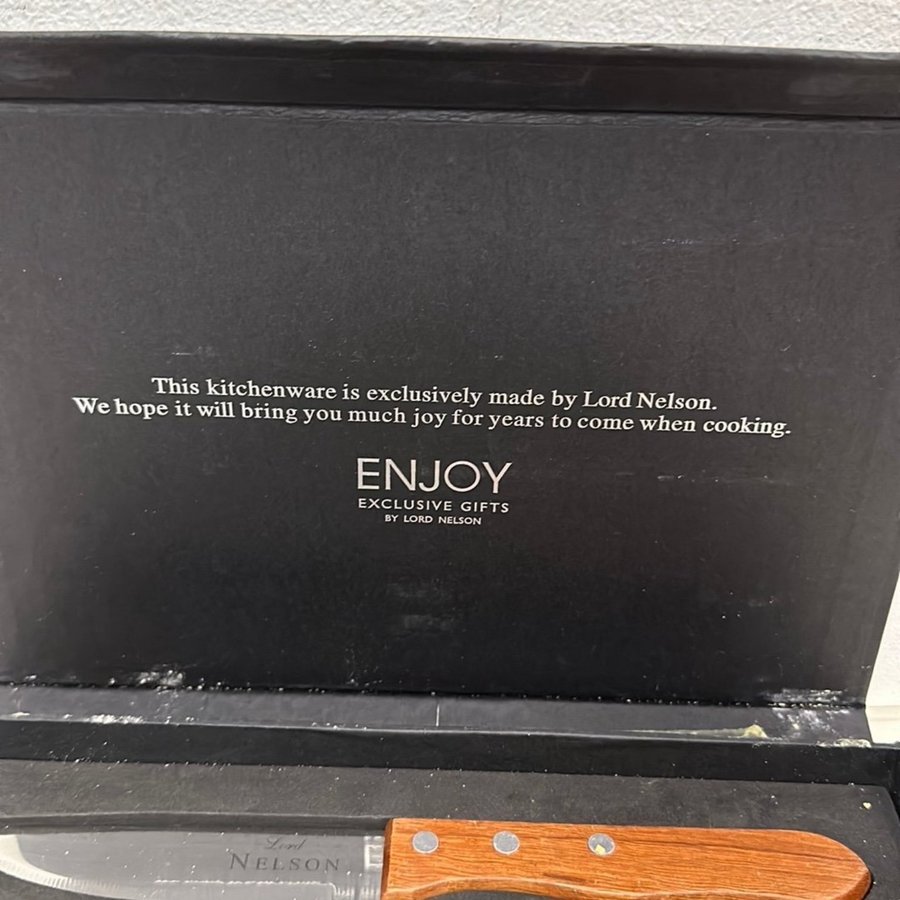 This kitchenware is exclusively made by Lord Nelson.
We hope it will bring you much joy for years to come when cooking.
ENJOY
EXCLUSIVE GIFTS
BY LORD NELSON
Lord
NELSON